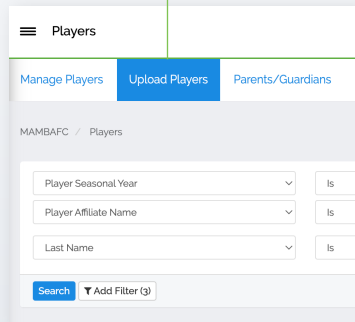 Players
Manage Players Upload Players Parents/Guardians
MAMBAFC / Players
Player Seasonal Year Is
Player Affiliate Name Is
Last Name Is
Search Add Filter (3)